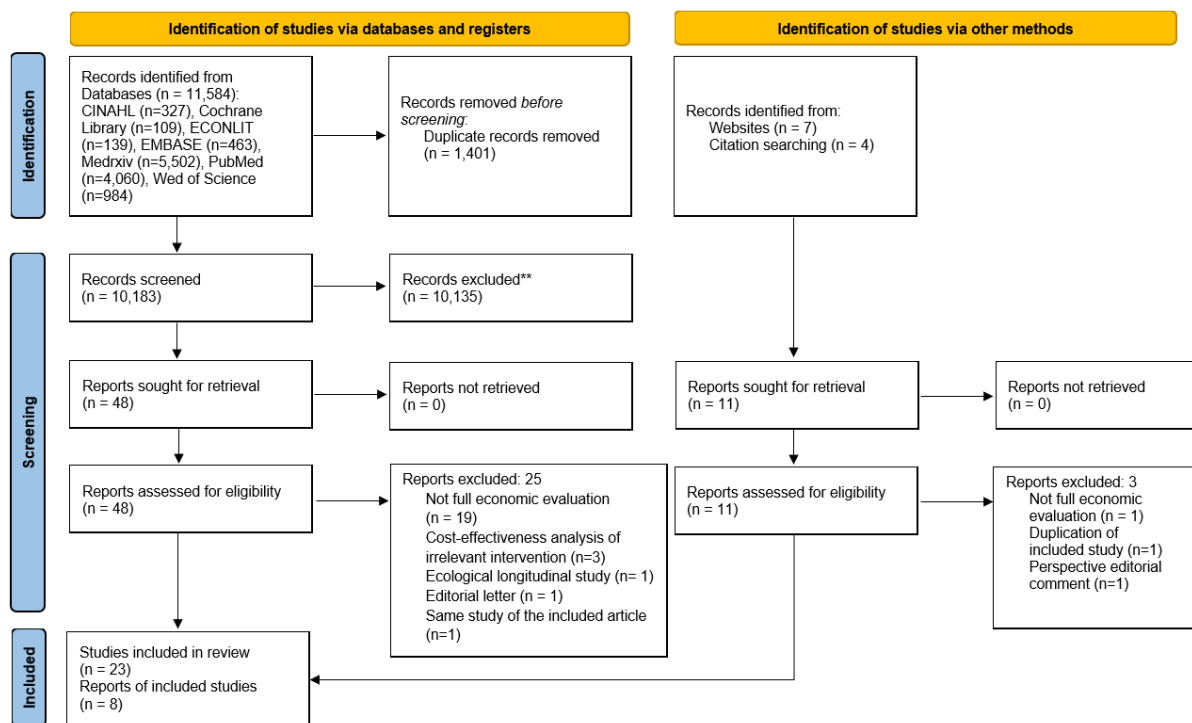 Identification of studies via databases and registers
Identification of studies via other methods
Identification
Records identified from
Databases (n = 11,584):
CINAHL (n=327), Cochrane
Library (n=109), ECONLIT
(n=139), EMBASE (n=463),
Medrxiv (n=5,502), PubMed
(n=4,060), Wed of Science
(n=984)
Records removed before
screening:
Duplicate records removed
(n = 1,401)
Records identified from:
Websites (n = 7)
Citation searching (n = 4)
Screening
Records screened
(n = 10,183)
Records excluded**
(n = 10,135)
Reports sought for retrieval
(n = 48)
Reports not retrieved
(n = 0)
Reports sought for retrieval
(n = 11)
Reports not retrieved
(n = 0)
Reports assessed for eligibility
(n = 48)
Reports excluded: 25
Not full economic evaluation
(n = 19)
Cost-effectiveness analysis of
irrelevant intervention (n=3)
Ecological longitudinal study (n= 1)
Editorial letter (n = 1)
Same study of the included article
(n=1)
Reports assessed for eligibility
(n = 11)
Reports excluded: 3
Not full economic
evaluation (n = 1)
Duplication of
included study (n=1)
Perspective editorial
comment (n=1)
Included
Studies included in review
(n = 23)
Reports of included studies
(n = 8)